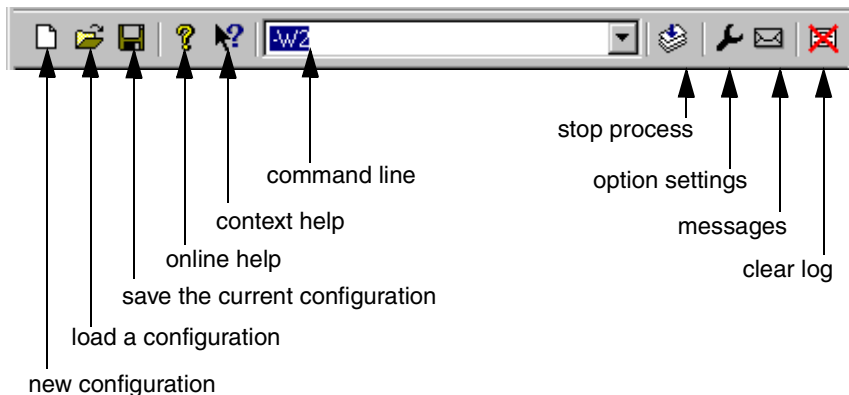 -W2
stop process
command line
option settings
context help
messages
online help
clear log
save the current configuration
load a configuration
new configuration